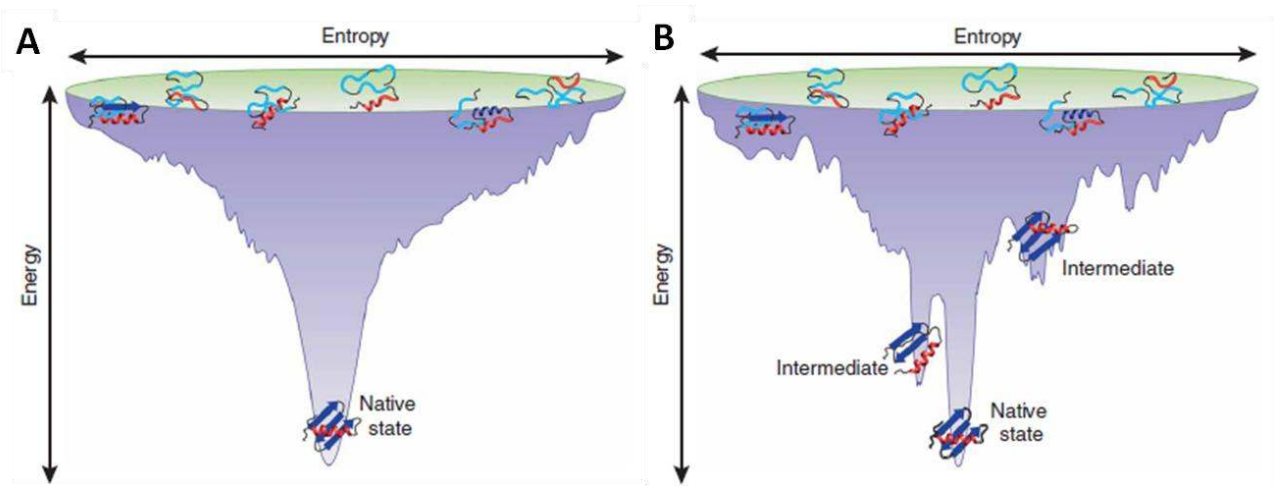 A
Entropy
Energy
Native
state
B
Entropy
Energy
Intermediate
Intermediate
Native
state